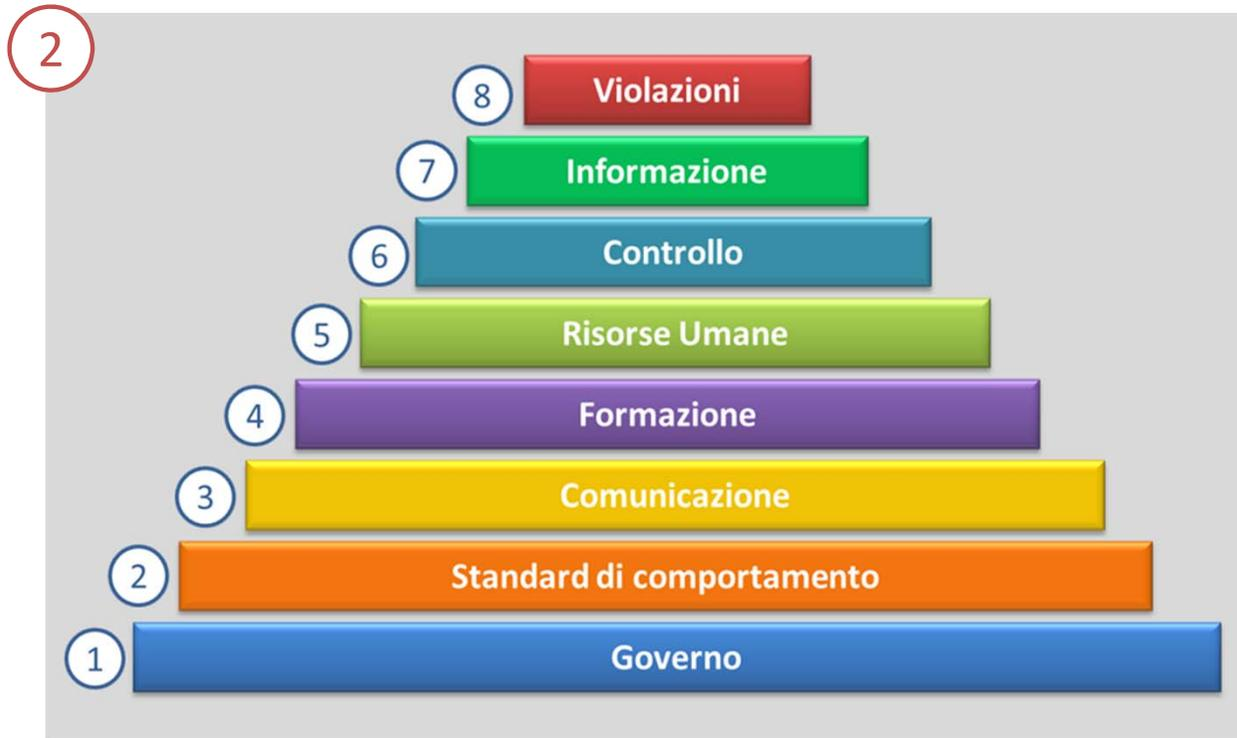 2
8 Violazioni
7 Informazione
6 Controllo
5 Risorse Umane
4 Formazione
3 Comunicazione
2 Standard di comportamento
1 Governo